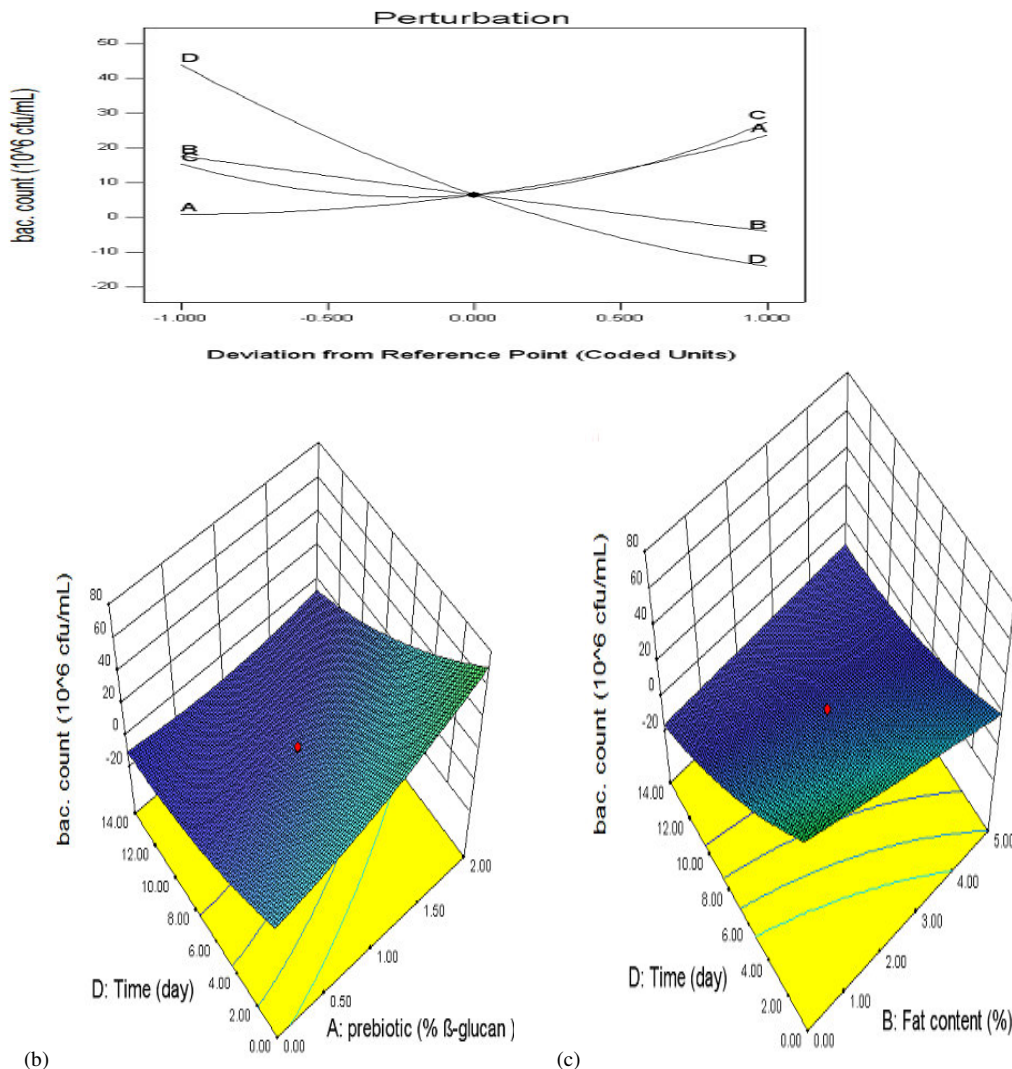 Perturbation
bac. count (10^6 cfu/mL)
50
40
30
20
10
0
-10
-20
D
B
C
A
C
A
B
D
-1.000 -0.500 0.000 0.500 1.000
Deviation from Reference Point (Coded Units)
bac. count (10^6 cfu/mL)
80
60
40
20
0
-20
14.00
12.00
10.00
8.00
6.00
4.00
2.00
0.00
0.00
0.50
1.00
1.50
2.00
D: Time (day)
A: prebiotic (% ß-glucan )
(b)
bac. count (10^6 cfu/mL)
80
60
40
20
0
-20
14.00
12.00
10.00
8.00
6.00
4.00
2.00
0.00
0.00
1.00
2.00
3.00
4.00
5.00
D: Time (day)
B: Fat content (%)
(c)